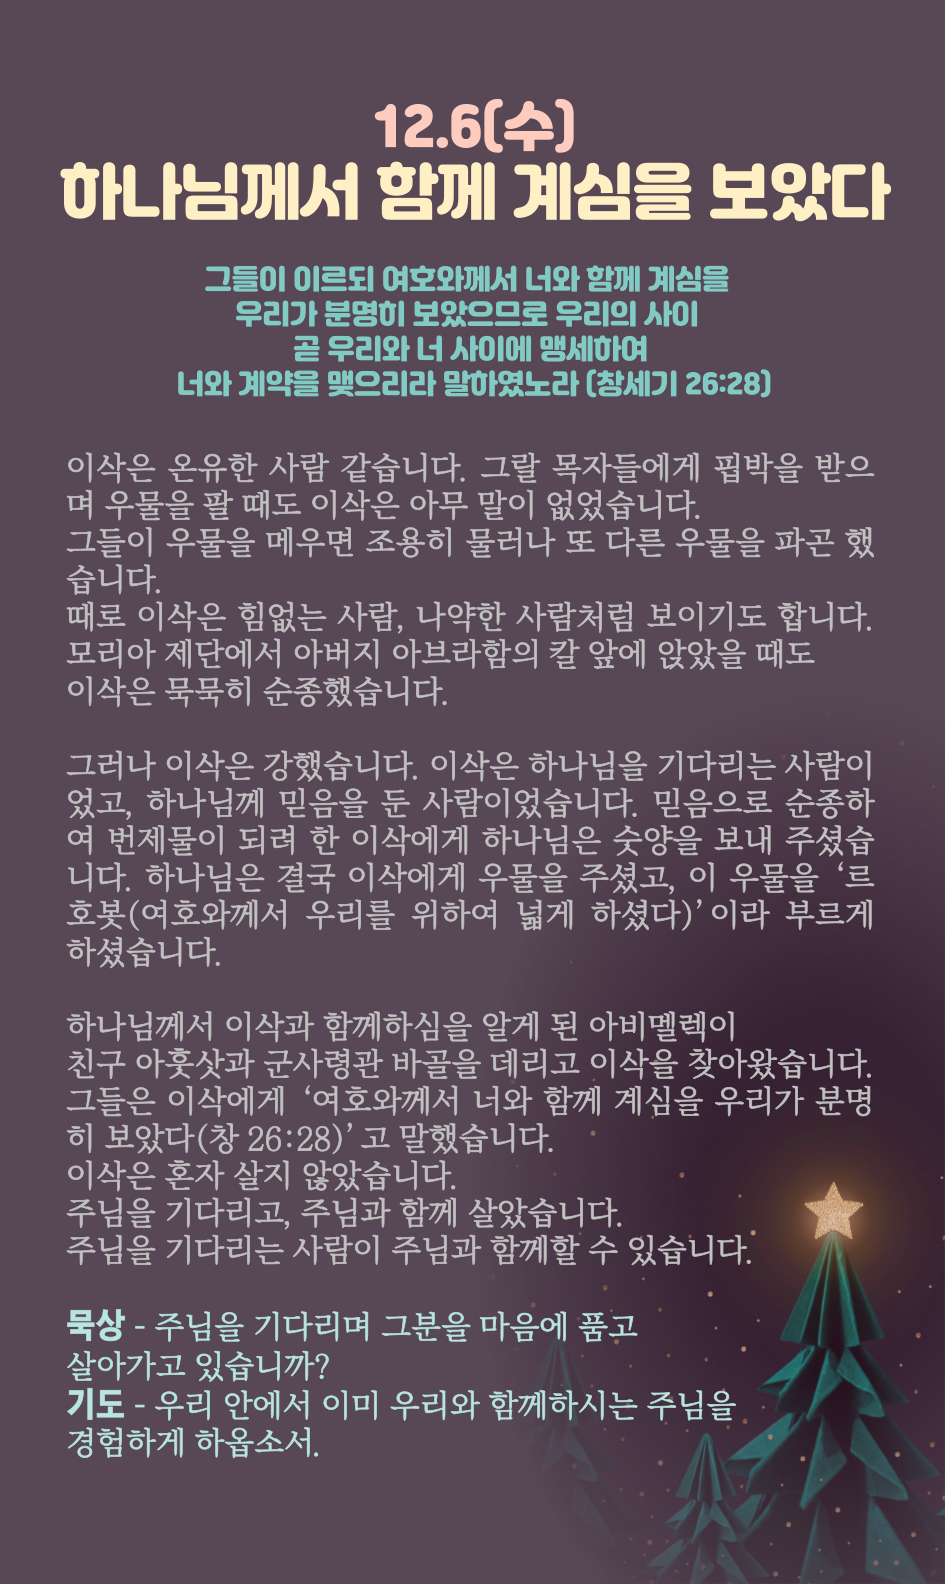 12.6(수)
하나님께서 함께 계심을 보았다
그들이 이르되 여호와께서 너와 함께 계심을
우리가 분명히 보았으므로 우리의 사이
곧 우리와 너 사이에 맹세하여
너와 계약을 맺으리라 말하였노라 (창세기 26:28)
이삭은 온유한 사람 같습니다. 그랄 목자들에게 핍박을 받으
며 우물을 팔 때도 이삭은 아무 말이 없었습니다.
그들이 우물을 메우면 조용히 물러나 또 다른 우물을 파곤 했
습니다.
때로 이삭은 힘없는 사람, 나약한 사람처럼 보이기도 합니다.
모리아 제단에서 아버지 아브라함의 칼 앞에 앉았을 때도
이삭은 묵묵히 순종했습니다.
그러나 이삭은 강했습니다. 이삭은 하나님을 기다리는 사람이
었고, 하나님께 믿음을 둔 사람이었습니다. 믿음으로 순종하
여 번제물이 되려 한 이삭에게 하나님은 숫양을 보내 주셨습
니다. 하나님은 결국 이삭에게 우물을 주셨고, 이 우물을 ‘르
호봇(여호와께서 우리를 위하여 넓게 하셨다)’이라 부르게
하셨습니다.
하나님께서 이삭과 함께하심을 알게 된 아비멜렉이
친구 아훗삿과 군사령관 바골을 데리고 이삭을 찾아왔습니다.
그들은 이삭에게 ‘여호와께서 너와 함께 계심을 우리가 분명
히 보았다(창 26:28)’ 고 말했습니다.
이삭은 혼자 살지 않았습니다.
주님을 기다리고, 주님과 함께 살았습니다.
주님을 기다리는 사람이 주님과 함께할 수 있습니다.
묵상 - 주님을 기다리며 그분을 마음에 품고
살아가고 있습니까?
기도 - 우리 안에서 이미 우리와 함께하시는 주님을
경험하게 하옵소서.